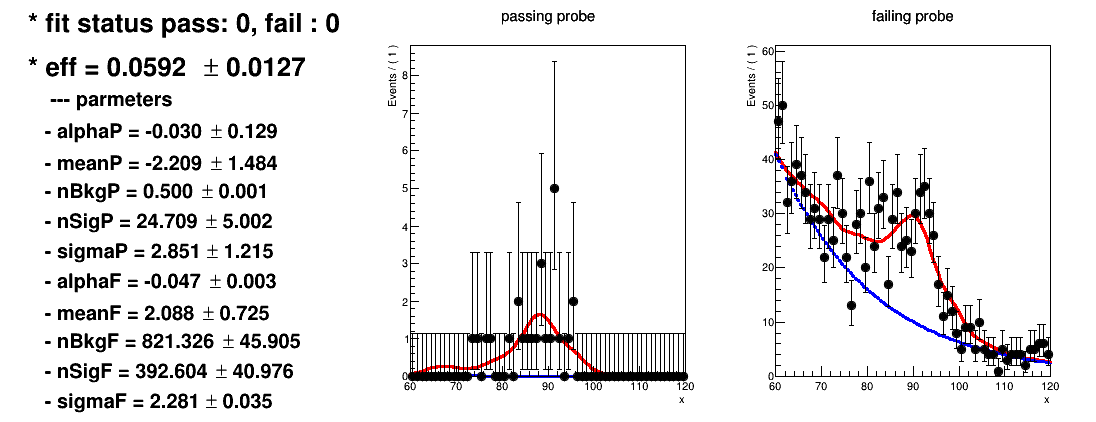 * fit status pass: 0, fail : 0
* eff = 0.0592 ± 0.0127
--- parmeters
- alphaP = -0.030 ± 0.129
- meanP = -2.209 ± 1.484
- nBkgP = 0.500 ± 0.001
- nSigP = 24.709 ± 5.002
- sigmaP = 2.851 ± 1.215
- alphaF = -0.047 ± 0.003
- meanF = 2.088 ± 0.725
- nBkgF = 821.326 ± 45.905
- nSigF = 392.604 ± 40.976
- sigmaF = 2.281 ± 0.035
passing probe
Events / ( 1 )
8
7
6
5
4
3
2
1
0
60 70 80 90 100 110 120
x
failing probe
Events / ( 1 )
60
50
40
30
20
10
0
60 70 80 90 100 110 120
x